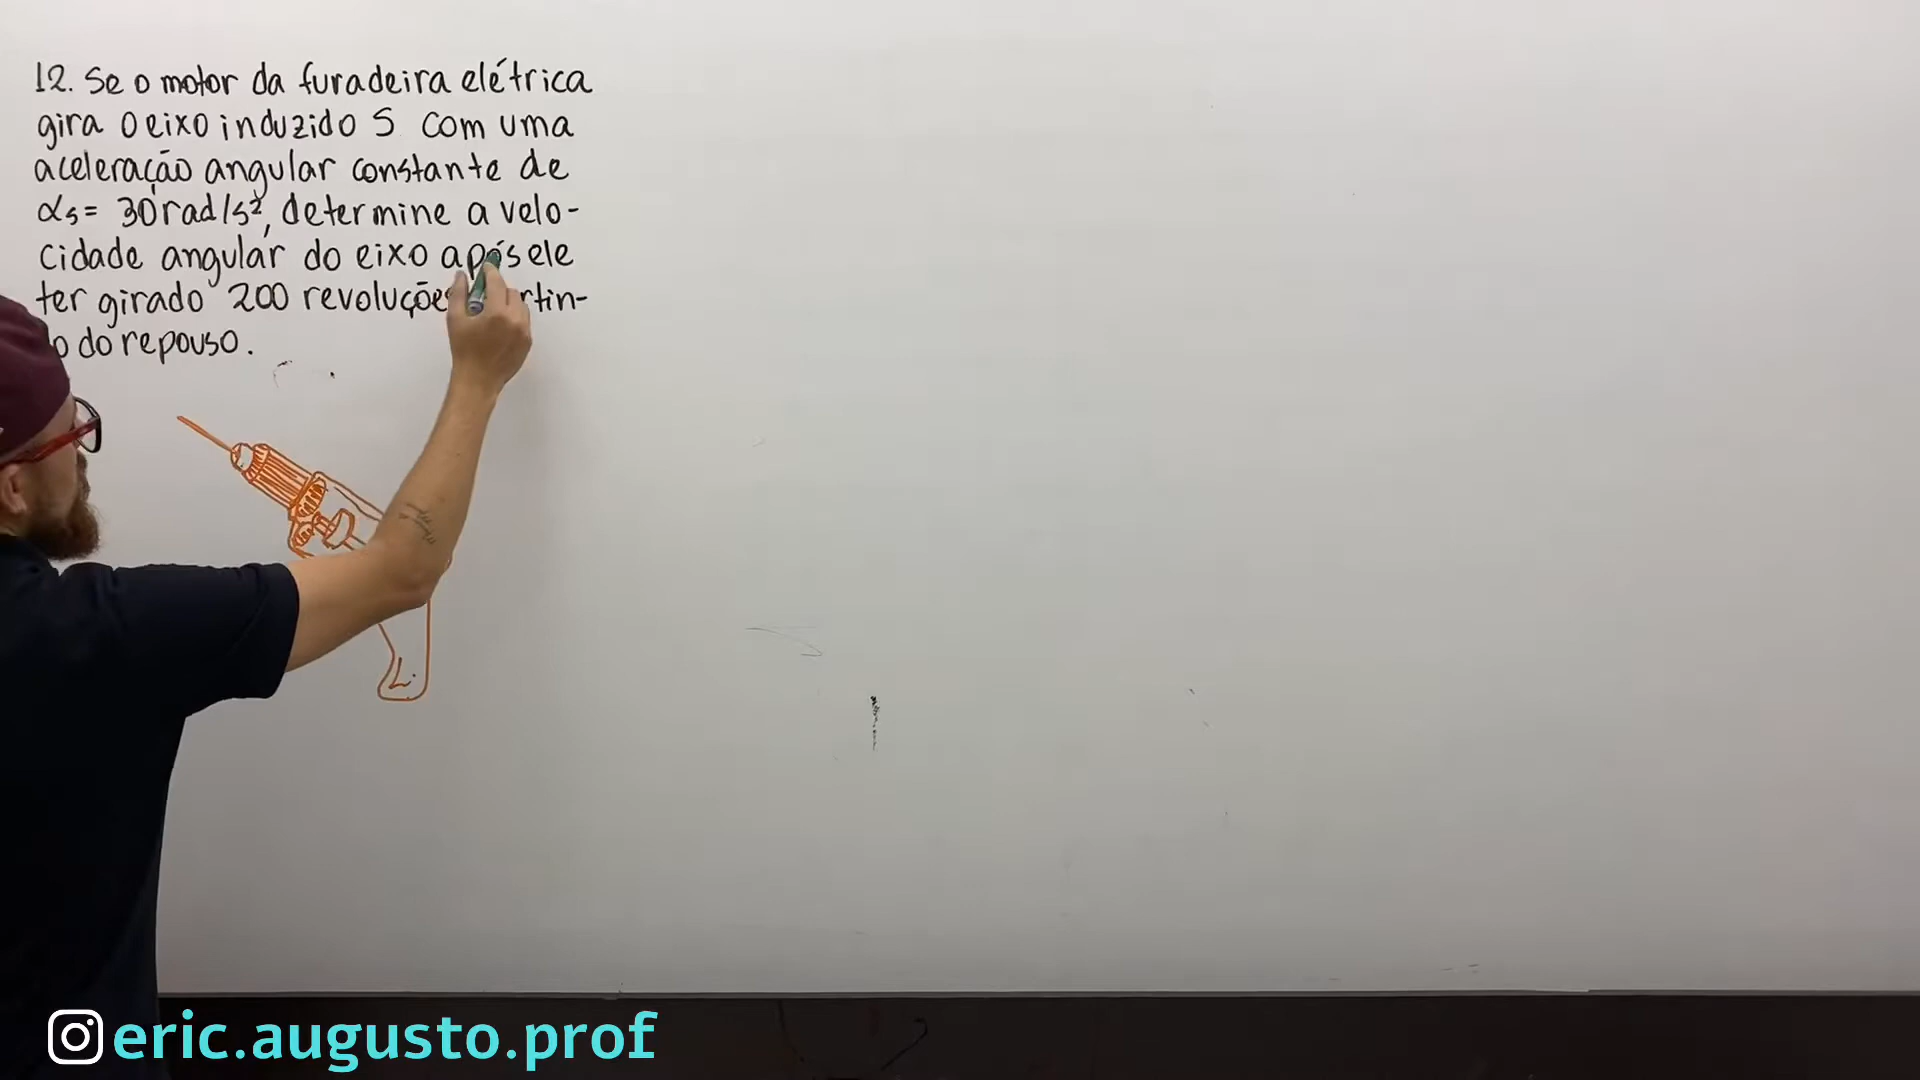 12. Se o motor da furadeira elétrica
gira o eixo induzido S com uma
aceleração angular constante de
αs = 30 rad/s², determine a velo-
cidade angular do eixo após ele
ter girado 200 revoluções
do repouso.
eric.augusto.prof